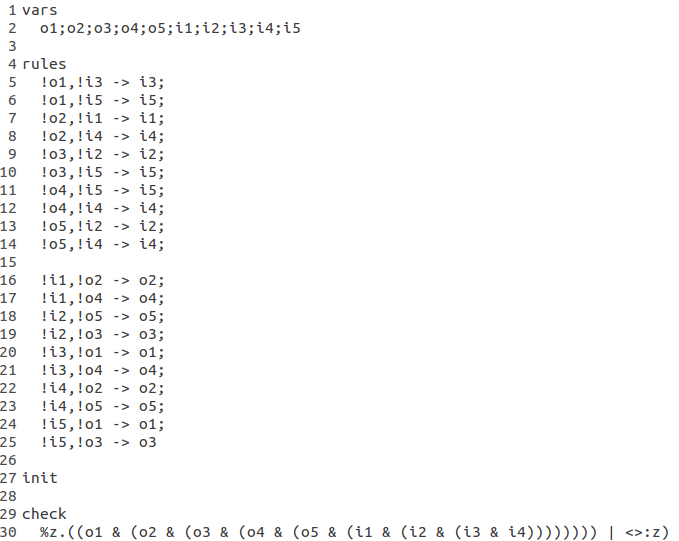 1 vars
2   o1;o2;o3;o4;o5;i1;i2;i3;i4;i5
3
4 rules
5   !o1,!i3 -> i3;
6   !o1,!i5 -> i5;
7   !o2,!i1 -> i1;
8   !o2,!i4 -> i4;
9   !o3,!i2 -> i2;
10   !o3,!i5 -> i5;
11   !o4,!i5 -> i5;
12   !o4,!i4 -> i4;
13   !o5,!i2 -> i2;
14   !o5,!i4 -> i4;
15
16   !i1,!o2 -> o2;
17   !i1,!o4 -> o4;
18   !i2,!o5 -> o5;
19   !i2,!o3 -> o3;
20   !i3,!o1 -> o1;
21   !i3,!o4 -> o4;
22   !i4,!o2 -> o2;
23   !i4,!o5 -> o5;
24   !i5,!o1 -> o1;
25   !i5,!o3 -> o3
26
27 init
28
29 check
30   %z.((o1 & (o2 & (o3 & (o4 & (o5 & (i1 & (i2 & (i3 & i4)))))))) | <>:z)